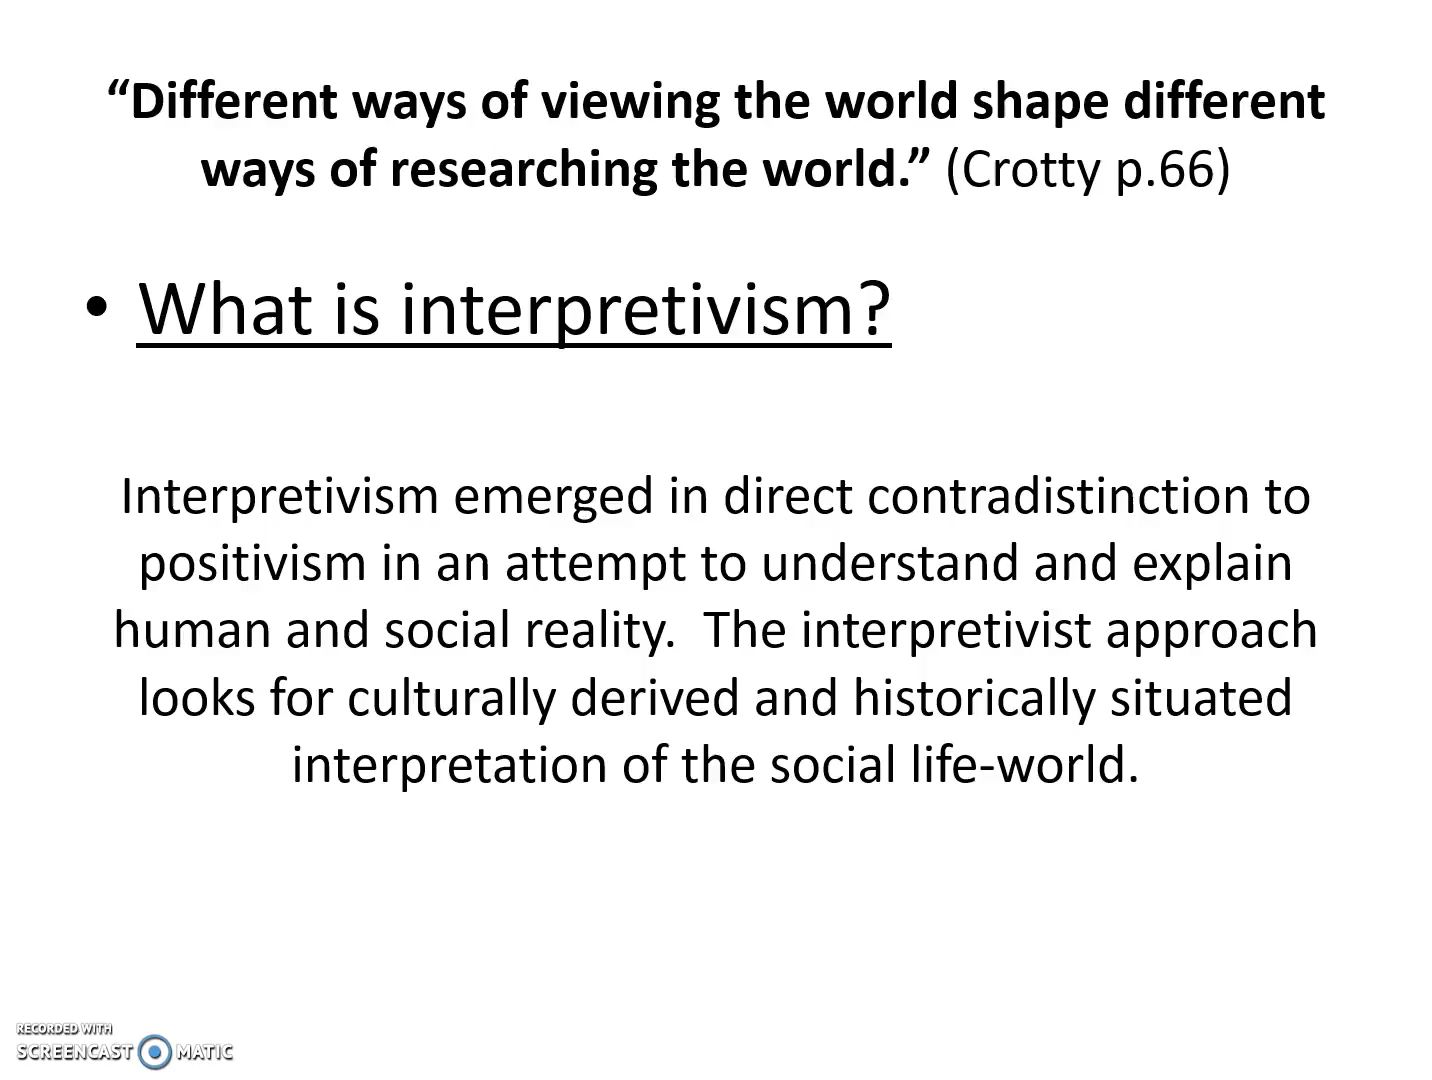 “Different ways of viewing the world shape different
ways of researching the world.” (Crotty p.66)
• What is interpretivism?
Interpretivism emerged in direct contradistinction to
positivism in an attempt to understand and explain
human and social reality.  The interpretivist approach
looks for culturally derived and historically situated
interpretation of the social life-world.
RECORDED WITH
SCREENCAST MATIC